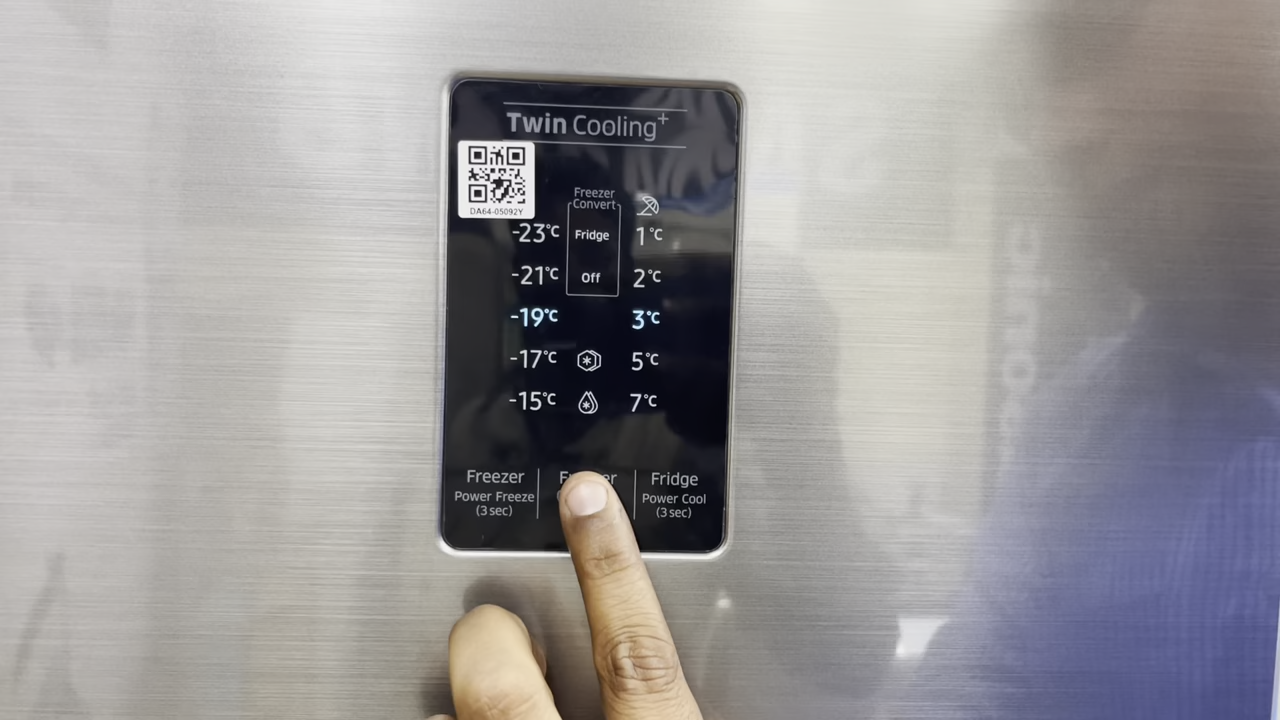 Twin Cooling+
DA64-05092Y
Freezer
Convert
-23°C Fridge 1°C
-21°C Off 2°C
-19°C 3°C
-17°C 5°C
-15°C 7°C
Freezer Fridge
Power Freeze Power Cool
(3 sec) (3 sec)